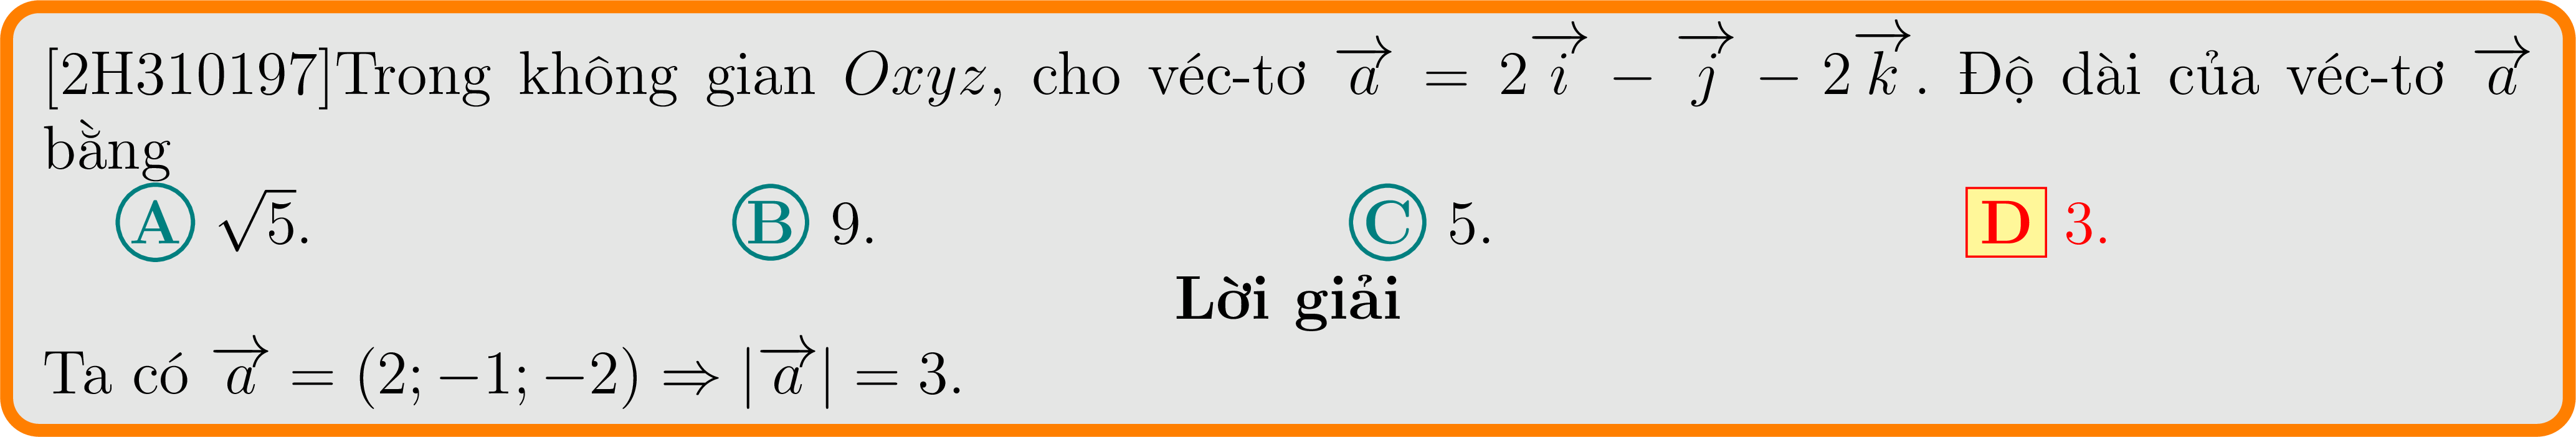 [2H310197]Trong không gian Oxyz, cho véc-tơ $\overrightarrow{a} = 2\overrightarrow{i} - \overrightarrow{j} - 2\overrightarrow{k}$. Độ dài của véc-tơ $\overrightarrow{a}$
bằng
A $\sqrt{5}$. B 9. C 5. D 3.
Lời giải
Ta có $\overrightarrow{a} = (2; -1; -2) \Rightarrow |\overrightarrow{a}| = 3$.